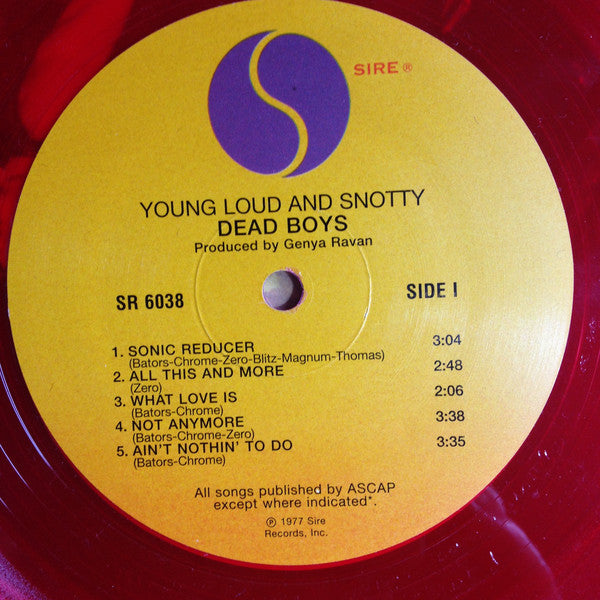 SIRE ®
YOUNG LOUD AND SNOTTY
DEAD BOYS
Produced by Genya Ravan
SR 6038
SIDE I
1. SONIC REDUCER 3:04
(Bators-Chrome-Zero-Blitz-Magnum-Thomas)
2. ALL THIS AND MORE 2:48
(Zero)
3. WHAT LOVE IS 2:06
(Bators-Chrome)
4. NOT ANYMORE 3:38
(Bators-Chrome-Zero)
5. AIN'T NOTHIN' TO DO 3:35
(Bators-Chrome)
All songs published by ASCAP
except where indicated*.
℗ 1977 Sire
Records, Inc.